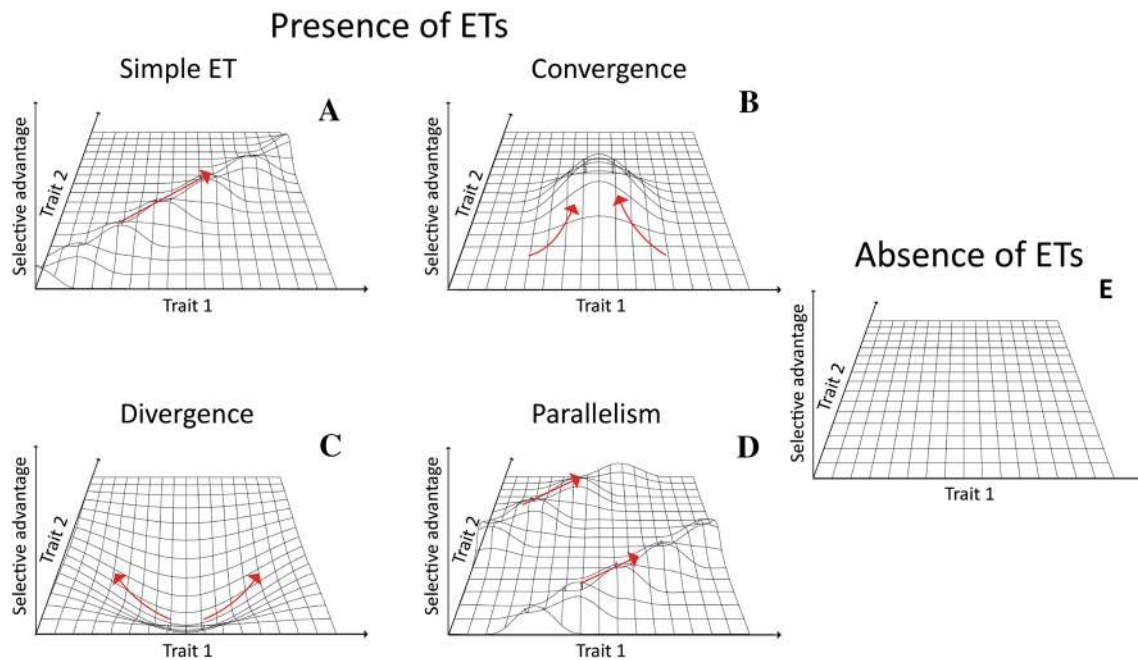 Presence of ETs
Simple ET
A
Selective advantage
Trait 2
Trait 1
Convergence
B
Selective advantage
Trait 2
Trait 1
Absence of ETs
E
Selective advantage
Trait 2
Trait 1
Divergence
C
Selective advantage
Trait 2
Trait 1
Parallelism
D
Selective advantage
Trait 2
Trait 1